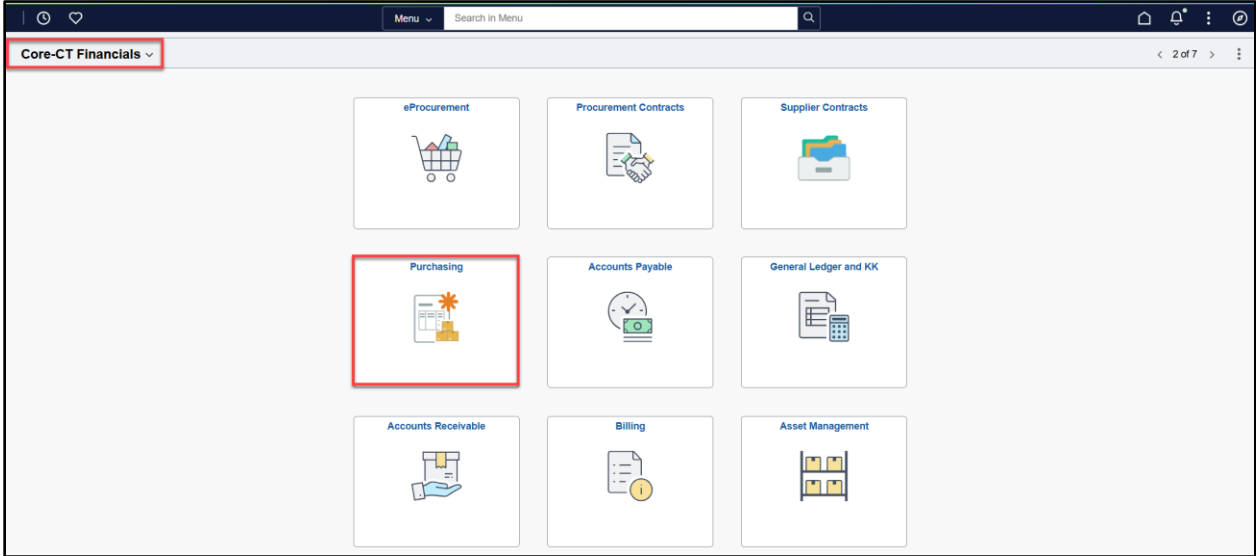 Menu
Search in Menu
Core-CT Financials
2 of 7
eProcurement
Procurement Contracts
Supplier Contracts
Purchasing
Accounts Payable
General Ledger and KK
Accounts Receivable
Billing
Asset Management